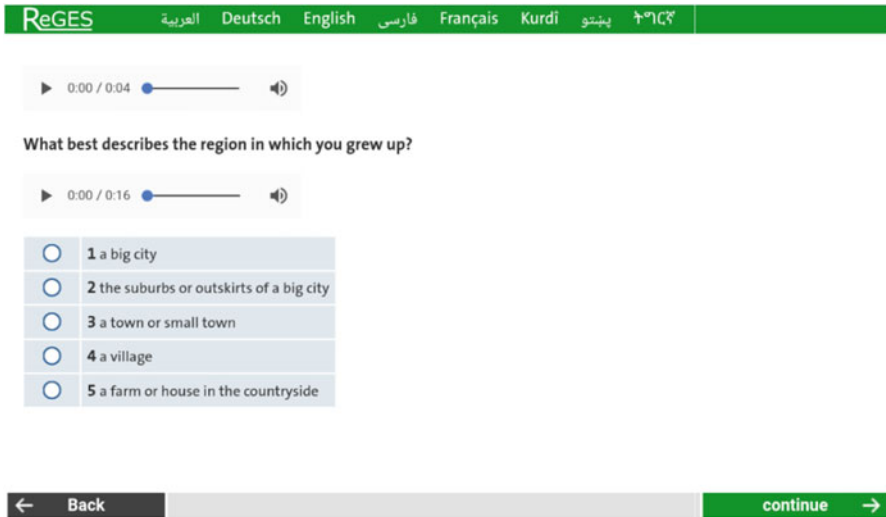 ReGES العربية Deutsch English فارسی Français Kurdî پښتو ትግርኛ
0:00 / 0:04
What best describes the region in which you grew up?
0:00 / 0:16
1 a big city
2 the suburbs or outskirts of a big city
3 a town or small town
4 a village
5 a farm or house in the countryside
← Back continue →